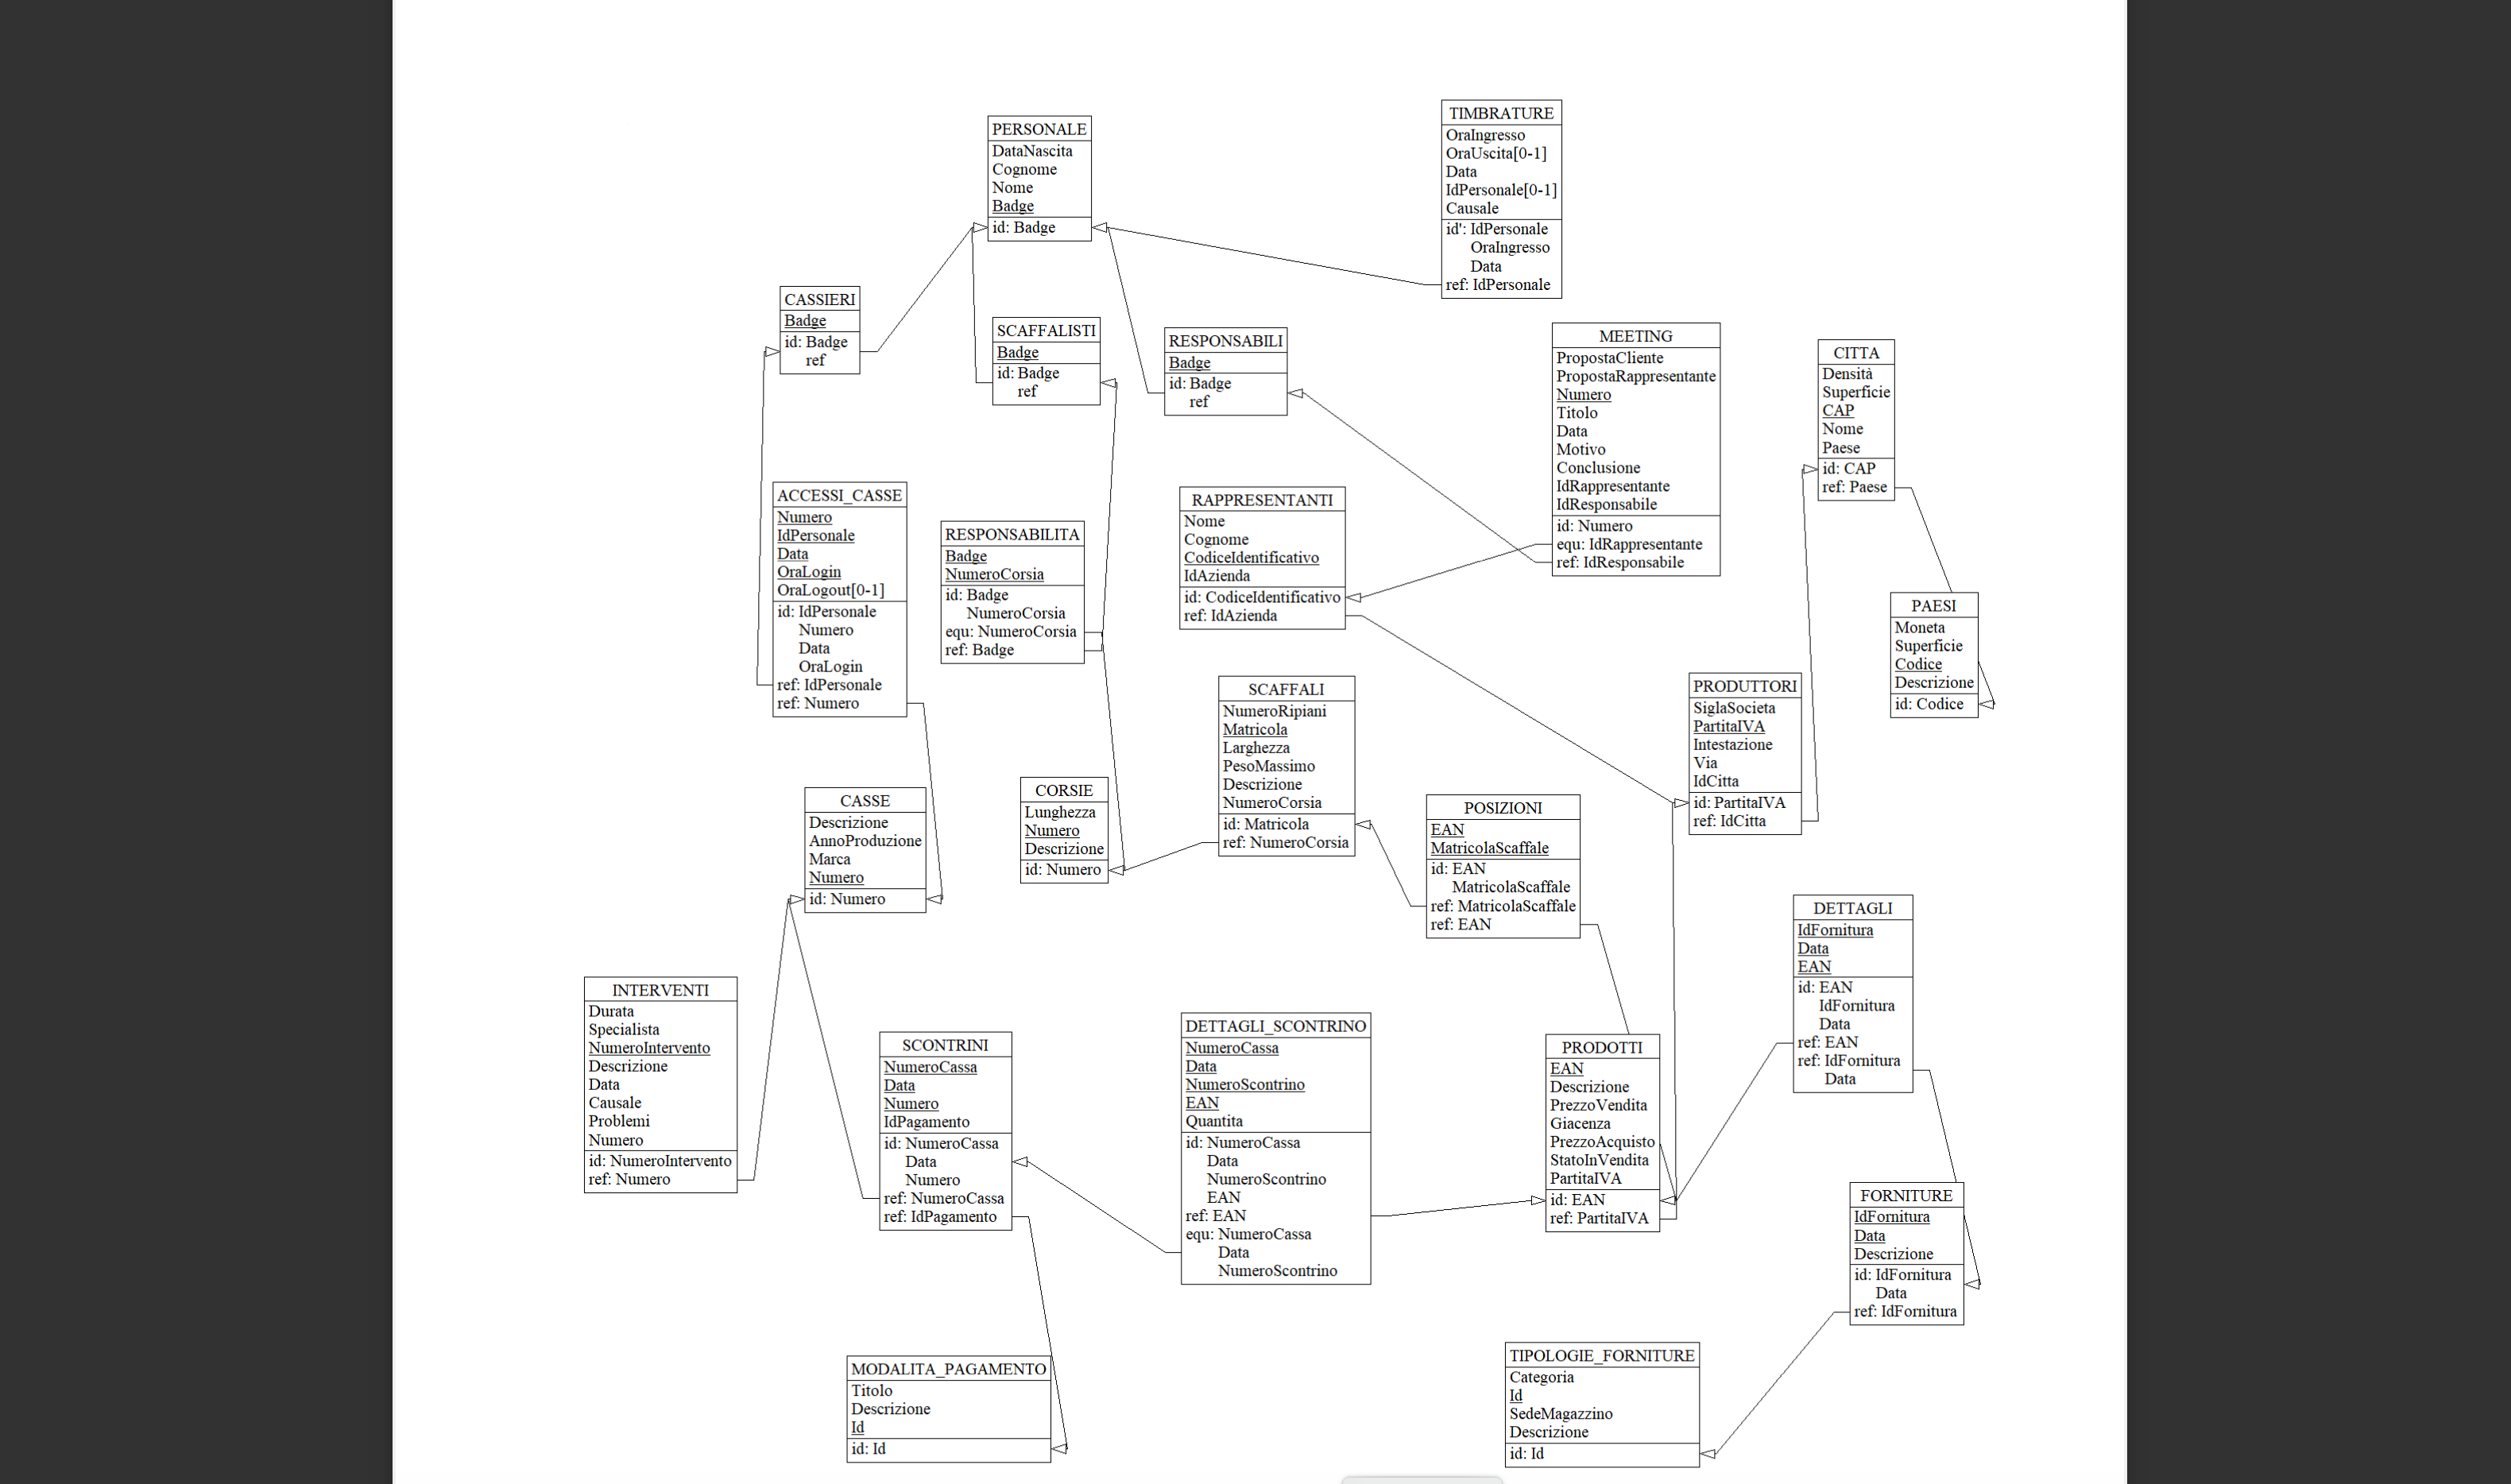 PERSONALE
DataNascita
Cognome
Nome
Badge
id: Badge
TIMBRATURE
OraIngresso
OraUscita[0-1]
Data
IdPersonale[0-1]
Causale
id': IdPersonale
OraIngresso
Data
ref: IdPersonale
CASSIERI
Badge
id: Badge
ref
SCAFFALISTI
Badge
id: Badge
ref
RESPONSABILI
Badge
id: Badge
ref
MEETING
PropostaCliente
PropostaRappresentante
Numero
Titolo
Data
Motivo
Conclusione
IdRappresentante
IdResponsabile
id: Numero
equ: IdRappresentante
ref: IdResponsabile
CITTA
Densità
Superficie
CAP
Nome
Paese
id: CAP
ref: Paese
ACCESSI_CASSE
Numero
IdPersonale
Data
OraLogin
OraLogout[0-1]
id: IdPersonale
Numero
Data
OraLogin
ref: IdPersonale
ref: Numero
RESPONSABILITA
Badge
NumeroCorsia
id: Badge
NumeroCorsia
equ: NumeroCorsia
ref: Badge
RAPPRESENTANTI
Nome
Cognome
CodiceIdentificativo
IdAzienda
id: CodiceIdentificativo
ref: IdAzienda
PAESI
Moneta
Superficie
Codice
Descrizione
id: Codice
SCAFFALI
NumeroRipiani
Matricola
Larghezza
PesoMassimo
Descrizione
NumeroCorsia
id: Matricola
ref: NumeroCorsia
PRODUTTORI
SiglaSocieta
PartitaIVA
Intestazione
Via
IdCitta
id: PartitaIVA
ref: IdCitta
CASSE
Descrizione
AnnoProduzione
Marca
Numero
id: Numero
CORSIE
Lunghezza
Numero
Descrizione
id: Numero
POSIZIONI
EAN
MatricolaScaffale
id: EAN
MatricolaScaffale
ref: MatricolaScaffale
ref: EAN
DETTAGLI
IdFornitura
Data
EAN
id: EAN
IdFornitura
Data
ref: EAN
ref: IdFornitura
Data
INTERVENTI
Durata
Specialista
NumeroIntervento
Descrizione
Data
Causale
Problemi
Numero
id: NumeroIntervento
ref: Numero
SCONTRINI
NumeroCassa
Data
Numero
IdPagamento
id: NumeroCassa
Data
Numero
ref: NumeroCassa
ref: IdPagamento
DETTAGLI_SCONTRINO
NumeroCassa
Data
NumeroScontrino
EAN
Quantita
id: NumeroCassa
Data
NumeroScontrino
EAN
ref: EAN
equ: NumeroCassa
Data
NumeroScontrino
PRODOTTI
EAN
Descrizione
PrezzoVendita
Giacenza
PrezzoAcquisto
StatoInVendita
PartitaIVA
id: EAN
ref: PartitaIVA
FORNITURE
IdFornitura
Data
Descrizione
id: IdFornitura
Data
ref: IdFornitura
MODALITA_PAGAMENTO
Titolo
Descrizione
Id
id: Id
TIPOLOGIE_FORNITURE
Categoria
Id
SedeMagazzino
Descrizione
id: Id